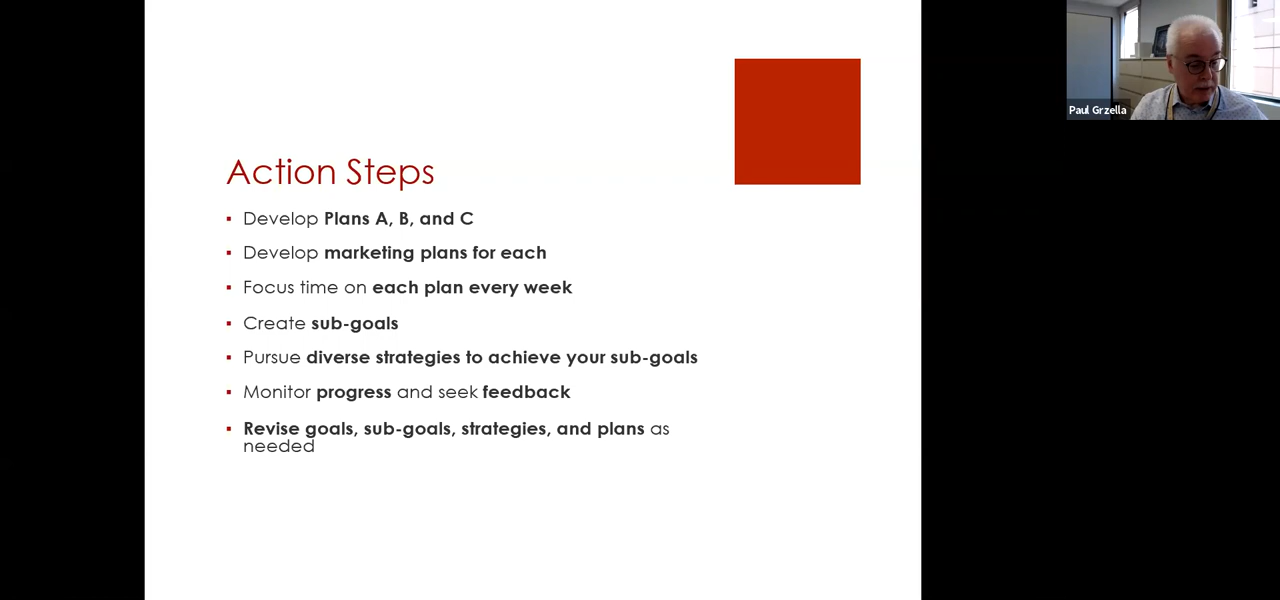 Paul Grzella
Action Steps
▪ Develop Plans A, B, and C
▪ Develop marketing plans for each
▪ Focus time on each plan every week
▪ Create sub-goals
▪ Pursue diverse strategies to achieve your sub-goals
▪ Monitor progress and seek feedback
▪ Revise goals, sub-goals, strategies, and plans as
needed